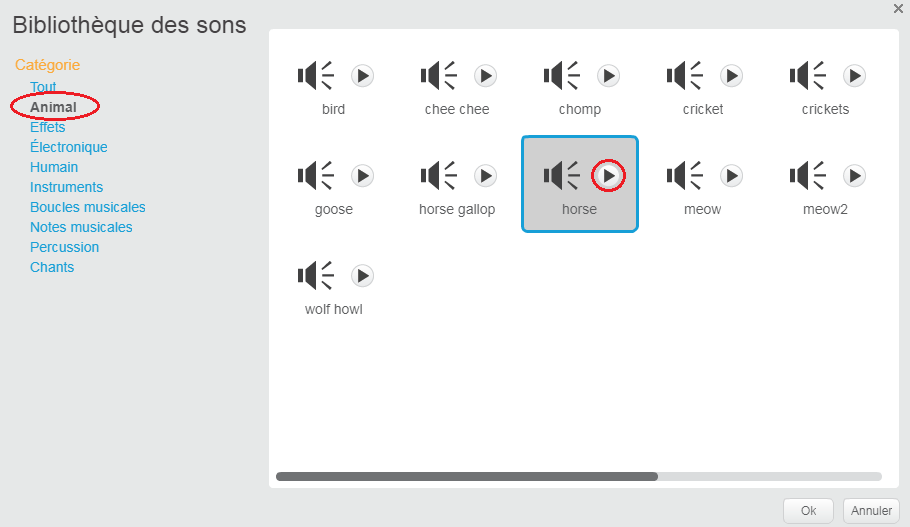 Bibliothèque des sons
Catégorie
Tout
Animal
Effets
Électronique
Humain
Instruments
Boucles musicales
Notes musicales
Percussion
Chants
bird
chee chee
chomp
cricket
crickets
goose
horse gallop
horse
meow
meow2
wolf howl
Ok
Annuler